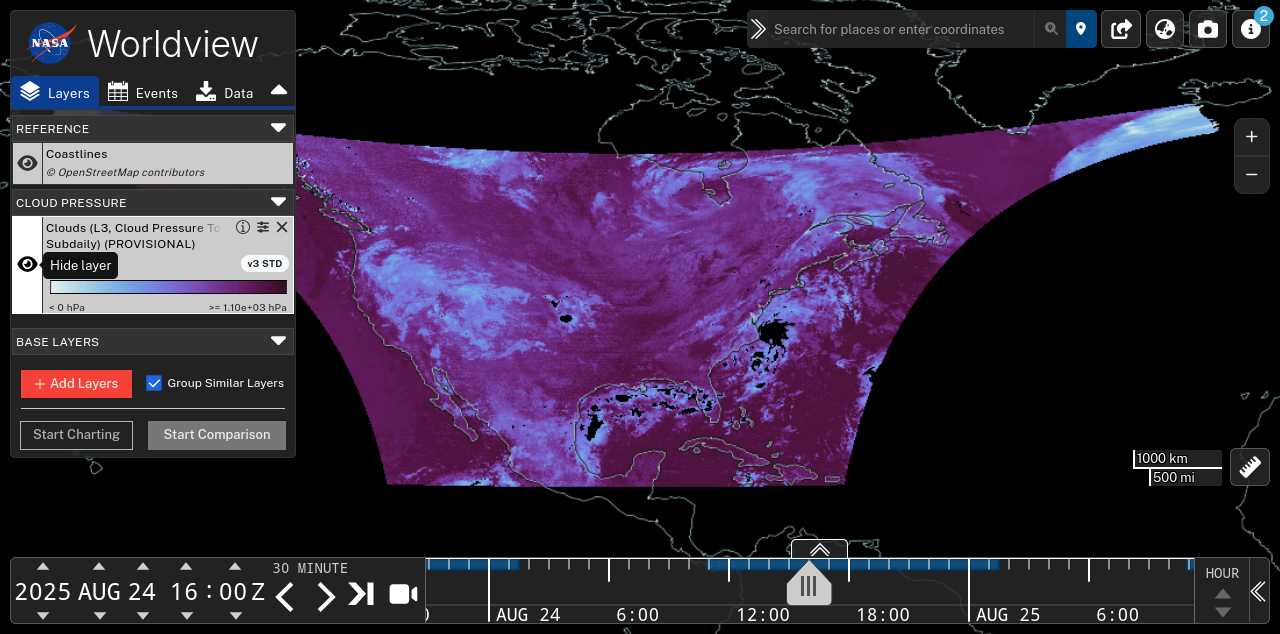 NASA
Worldview
Layers
Events
Data
REFERENCE
Coastlines
© OpenStreetMap contributors
CLOUD PRESSURE
Clouds (L3, Cloud Pressure To
Subdaily) (PROVISIONAL)
Hide layer
v3 STD
< 0 hPa
>= 1.10e+03 hPa
BASE LAYERS
+ Add Layers
Group Similar Layers
Start Charting
Start Comparison
Search for places or enter coordinates
2
+
−
1000 km
500 mi
2025 AUG 24 16 : 00 Z
30 MINUTE
AUG 24
6:00
12:00
18:00
AUG 25
6:00
HOUR